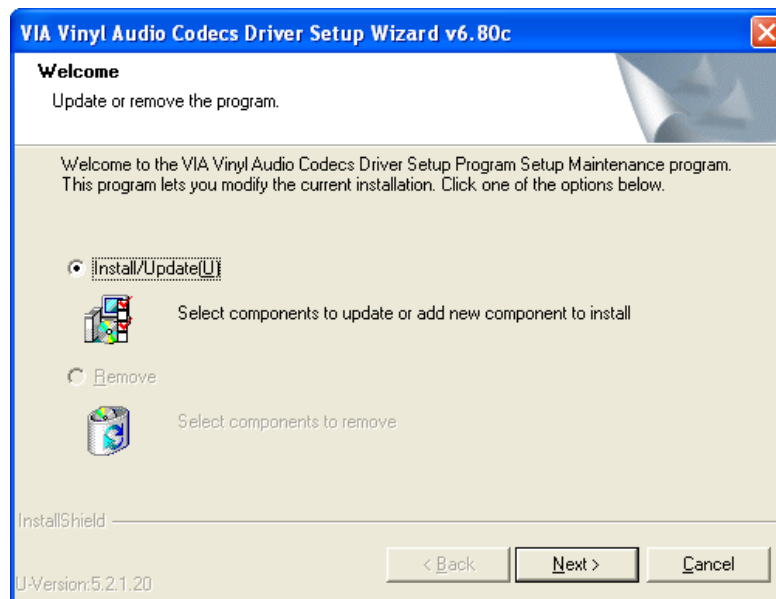 VIA Vinyl Audio Codecs Driver Setup Wizard v6.80c
Welcome
Update or remove the program.
Welcome to the VIA Vinyl Audio Codecs Driver Setup Program Setup Maintenance program.
This program lets you modify the current installation. Click one of the options below.
Install/Update(U)
Select components to update or add new component to install
Remove
Select components to remove
InstallShield
< Back
Next >
Cancel
U-Version:5.2.1.20